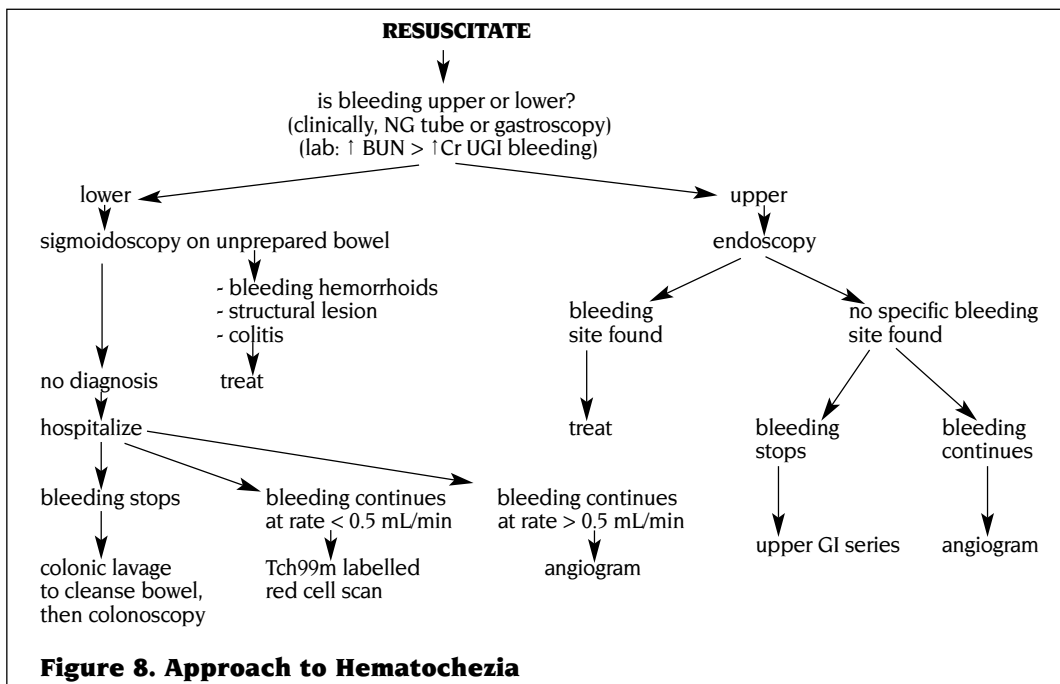 RESUSCITATE
is bleeding upper or lower?
(clinically, NG tube or gastroscopy)
(lab: ↑ BUN > ↑Cr UGI bleeding)
lower
upper
sigmoidoscopy on unprepared bowel
endoscopy
- bleeding hemorrhoids
- structural lesion
- colitis
bleeding
site found
no specific bleeding
site found
no diagnosis
treat
hospitalize
treat
bleeding
stops
bleeding
continues
bleeding stops
bleeding continues
at rate < 0.5 mL/min
bleeding continues
at rate > 0.5 mL/min
upper GI series
angiogram
colonic lavage
to cleanse bowel,
then colonoscopy
Tch99m labelled
red cell scan
angiogram
Figure 8. Approach to Hematochezia